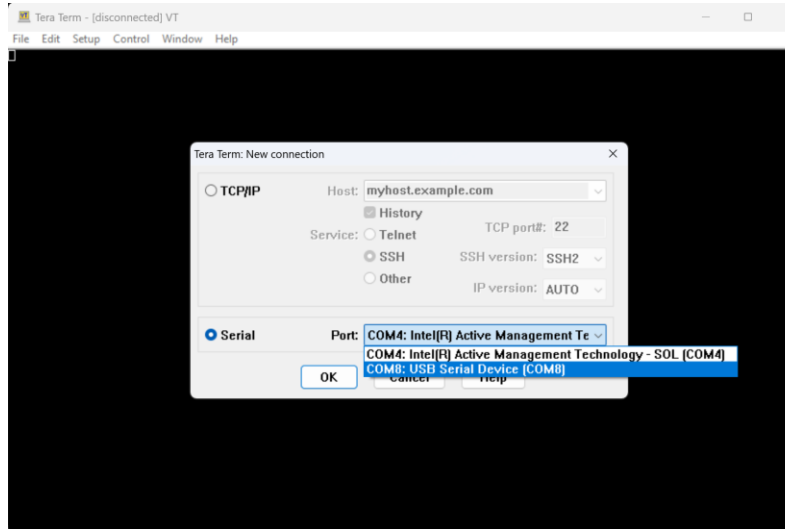 Tera Term - [disconnected] VT
File Edit Setup Control Window Help
Tera Term: New connection
TCP/IP
Host: myhost.example.com
History
Service: Telnet
TCP port#: 22
SSH
SSH version: SSH2
Other
IP version: AUTO
Serial
Port: COM4: Intel(R) Active Management Te
COM4: Intel(R) Active Management Technology - SOL (COM4)
COM8: USB Serial Device (COM8)
OK Cancel Help